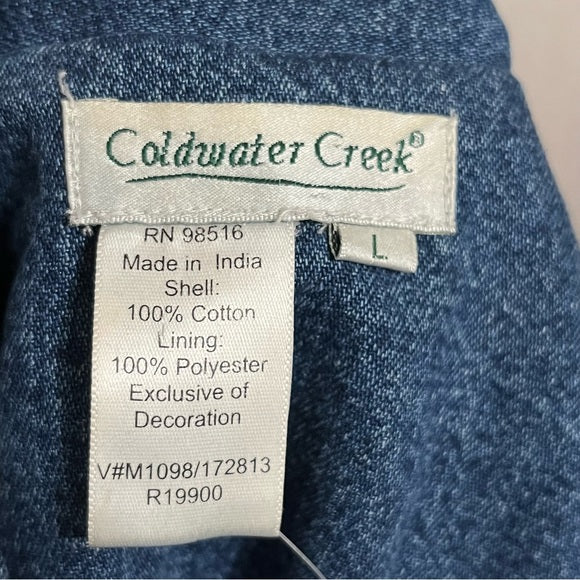 Coldwater Creek®
L
RN 98516
Made in India
Shell:
100% Cotton
Lining:
100% Polyester
Exclusive of
Decoration
V#M1098/172813
R19900